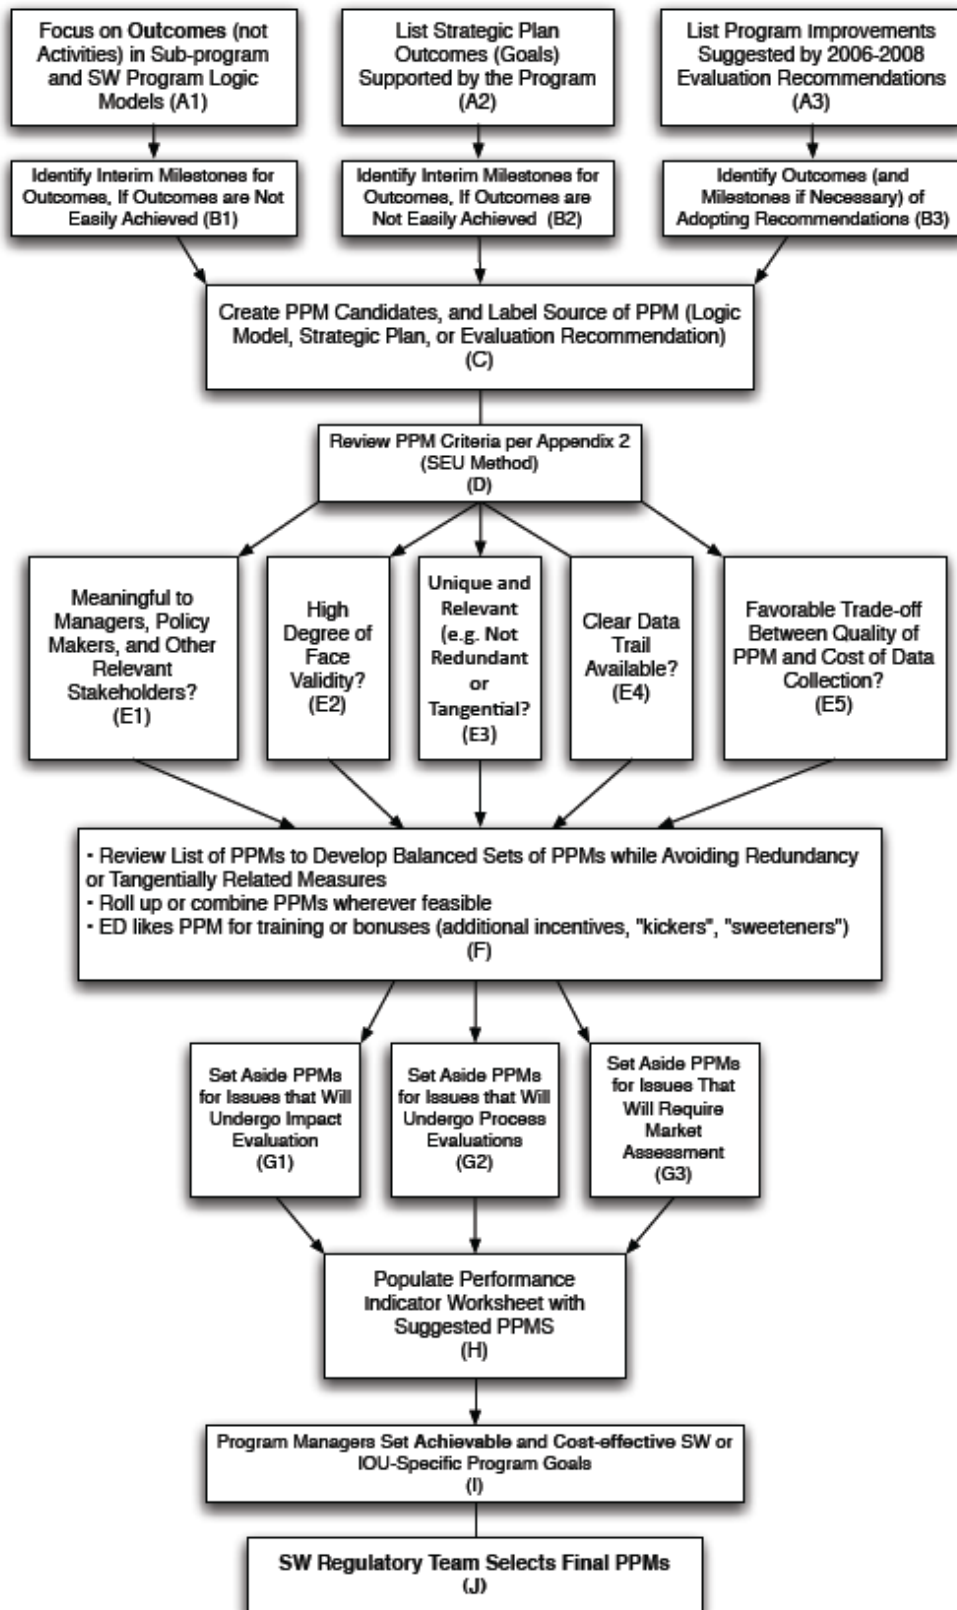 Focus on Outcomes (not
Activities) in Sub-program
and SW Program Logic
Models (A1)
List Strategic Plan
Outcomes (Goals)
Supported by the Program
(A2)
List Program Improvements
Suggested by 2006-2008
Evaluation Recommendations
(A3)
Identify Interim Milestones for
Outcomes, If Outcomes are Not
Easily Achieved (B1)
Identify Interim Milestones for
Outcomes, If Outcomes are
Not Easily Achieved (B2)
Identify Outcomes (and
Milestones if Necessary) of
Adopting Recommendations (B3)
Create PPM Candidates, and Label Source of PPM (Logic
Model, Strategic Plan, or Evaluation Recommendation)
(C)
Review PPM Criteria per Appendix 2
(SEU Method)
(D)
Meaningful to
Managers, Policy
Makers, and Other
Relevant
Stakeholders?
(E1)
High
Degree of
Face
Validity?
(E2)
Unique and
Relevant
(e.g. Not
Redundant
or
Tangential?
(E3)
Clear Data
Trail
Available?
(E4)
Favorable Trade-off
Between Quality of
PPM and Cost of Data
Collection?
(E5)
· Review List of PPMs to Develop Balanced Sets of PPMs while Avoiding Redundancy
or Tangentially Related Measures
· Roll up or combine PPMs wherever feasible
· ED likes PPM for training or bonuses (additional incentives, "kickers", "sweeteners")
(F)
Set Aside PPMs
for Issues that Will
Undergo Impact
Evaluation
(G1)
Set Aside PPMs
for Issues that Will
Undergo Process
Evaluations
(G2)
Set Aside PPMs
for Issues That
Will Require
Market
Assessment
(G3)
Populate Performance
Indicator Worksheet with
Suggested PPMS
(H)
Program Managers Set Achievable and Cost-effective SW or
IOU-Specific Program Goals
(I)
SW Regulatory Team Selects Final PPMs
(J)